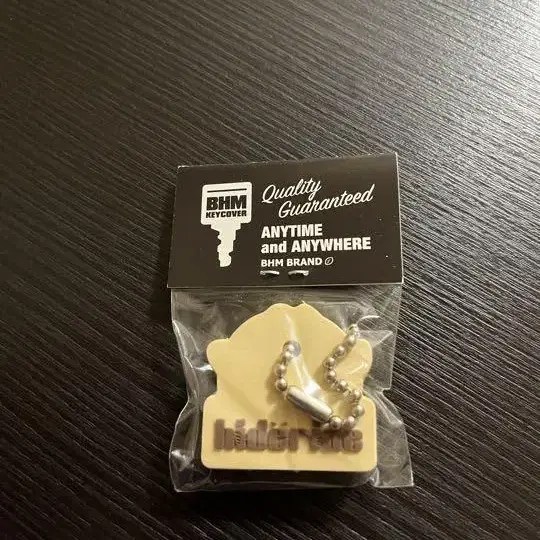 BHM
KEYCOVER
Quality
Guaranteed
ANYTIME
and ANYWHERE
BHM BRAND